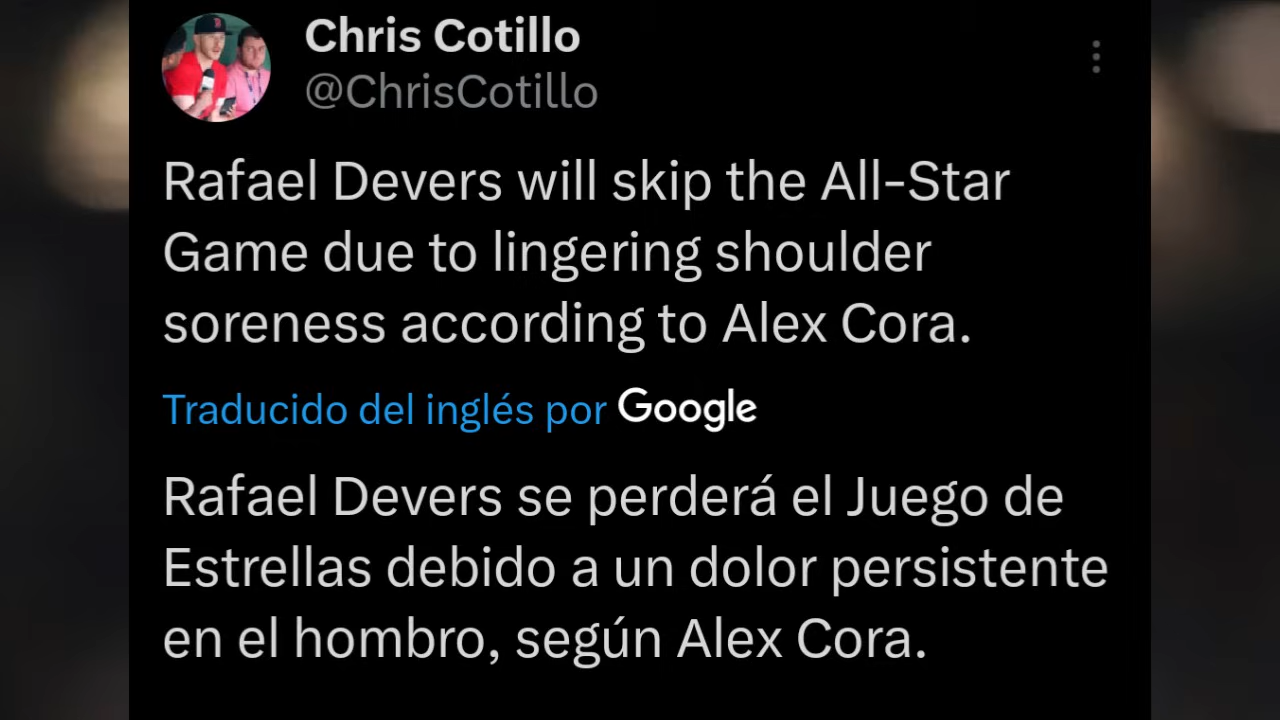 Chris Cotillo
@ChrisCotillo
Rafael Devers will skip the All-Star
Game due to lingering shoulder
soreness according to Alex Cora.
Traducido del inglés por Google
Rafael Devers se perderá el Juego de
Estrellas debido a un dolor persistente
en el hombro, según Alex Cora.